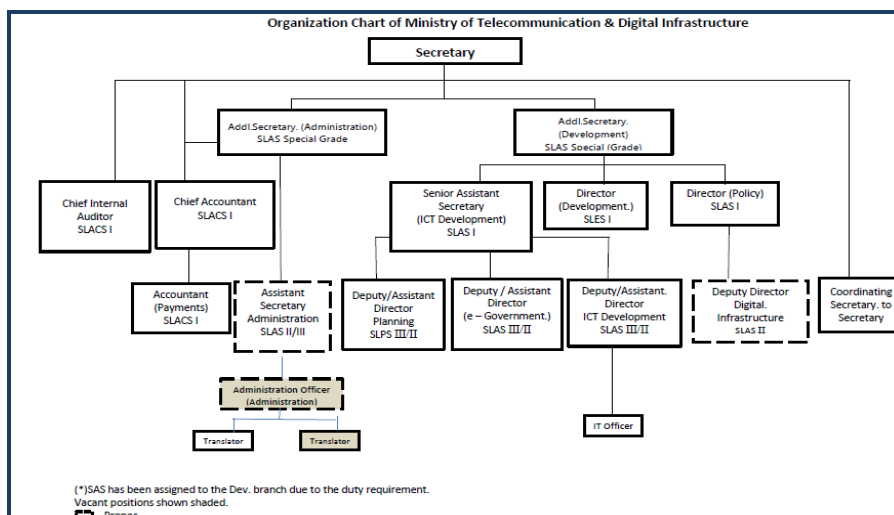 Organization Chart of Ministry of Telecommunication & Digital Infrastructure
Secretary
Addl.Secretary. (Administration)
SLAS Special Grade
Addl.Secretary.
(Development)
SLAS Special (Grade)
Chief Internal
Auditor
SLACS I
Chief Accountant
SLACS I
Senior Assistant
Secretary
(ICT Development)
SLAS I
Director
(Development.)
SLES I
Director (Policy)
SLAS I
Accountant
(Payments)
SLACS I
Assistant
Secretary
Administration
SLAS II/III
Deputy/Assistant
Director
Planning
SLPS III/II
Deputy / Assistant
Director
(e – Government.)
SLAS III/II
Deputy/Assistant.
Director
ICT Development
SLAS III/II
Deputy Director
Digital.
Infrastructure
SLAS II
Coordinating
Secretary. to
Secretary
Administration Officer
(Administration)
Translator
Translator
IT Officer
(*)SAS has been assigned to the Dev. branch due to the duty requirement.
Vacant positions shown shaded.